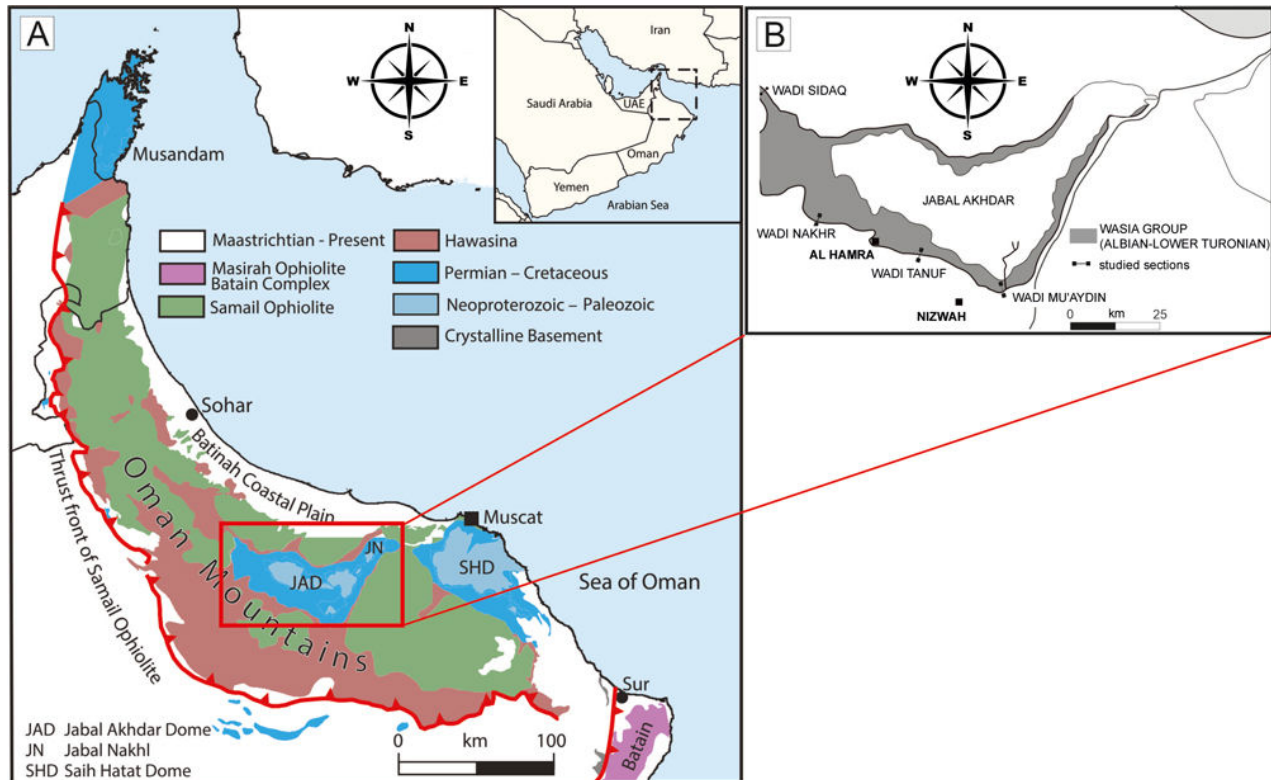 A
N
W
E
S
Iran
Saudi Arabia
UAE
Oman
Yemen
Arabian Sea
Musandam
Maastrichtian - Present
Masirah Ophiolite
Batain Complex
Samail Ophiolite
Hawasina
Permian – Cretaceous
Neoproterozoic – Paleozoic
Crystalline Basement
Sohar
Batinah Coastal Plain
Oman Mountains
Thrust front of Samail Ophiolite
Muscat
JN
JAD
SHD
Sea of Oman
Sur
Batain
JAD Jabal Akhdar Dome
JN Jabal Nakhl
SHD Saih Hatat Dome
0 km 100
B
N
W
E
S
WADI SIDAQ
JABAL AKHDAR
WADI NAKHR
AL HAMRA
WADI TANUF
WASIA GROUP
(ALBIAN-LOWER TURONIAN)
studied sections
WADI MU'AYDIN
NIZWAH
km
0 25